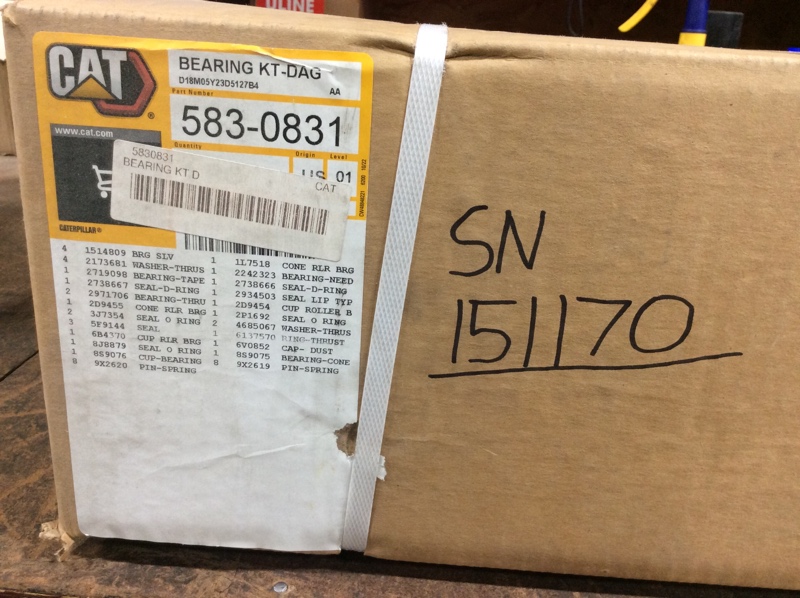 ULINE
CAT
®
BEARING KT-DAG
D18M05Y23D5127B4
AA
Part Number
583-0831
Quantity
Origin Level
US 01
www.cat.com
5830831
BEARING KT D
CAT
CATERPILLAR®
4 1514809 BRG SLV 1 1L7518 CONE RLR BRG
4 2173681 WASHER-THRUS 1 2242323 BEARING-NEED
1 2719098 BEARING-TAPE 1 2738666 SEAL-D-RING
1 2738667 SEAL-D-RING 1 2934503 SEAL LIP TYP
2 2971706 BEARING-THRU 1 2D9454 CUP ROLLER B
1 2D9455 CONE RLR BRG 1 2P1692 SEAL O RING
2 3J7354 SEAL O RING 2 4685067 WASHER-THRUS
3 5F9144 SEAL 1 6137570 RING-THRUST
1 6B4370 CUP RLR BRG 1 6V0852 CAP- DUST
1 8J8879 SEAL O RING 1 8S9075 BEARING-CONE
1 8S9076 CUP-BEARING 8 9X2619 PIN-SPRING
8 9X2620 PIN-SPRING
SN
151170